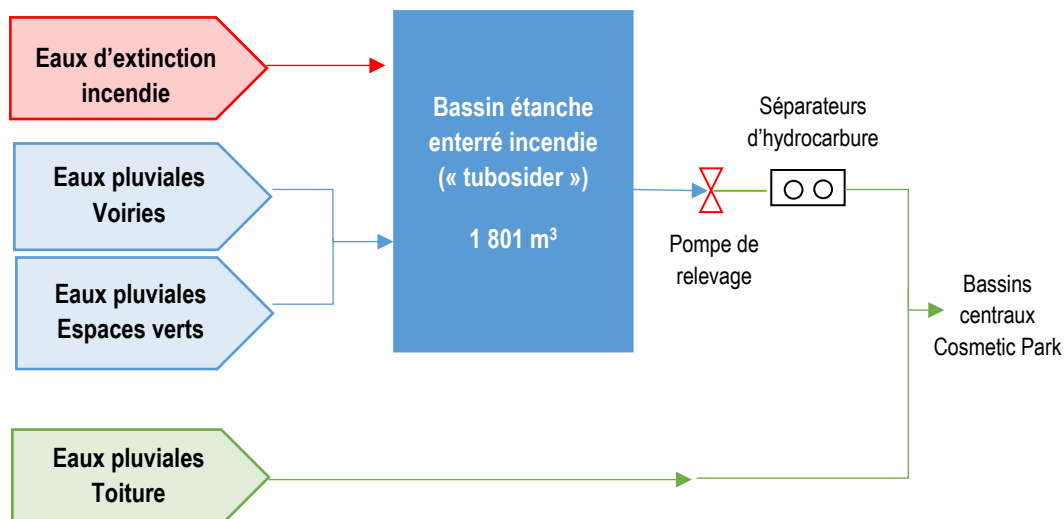 Eaux d’extinction
incendie
Eaux pluviales
Voiries
Eaux pluviales
Espaces verts
Bassin étanche
enterré incendie
(« tubosider »)
1 801 m³
Séparateurs
d’hydrocarbure
Pompe de
relevage
Bassins
centraux
Cosmetic Park
Eaux pluviales
Toiture